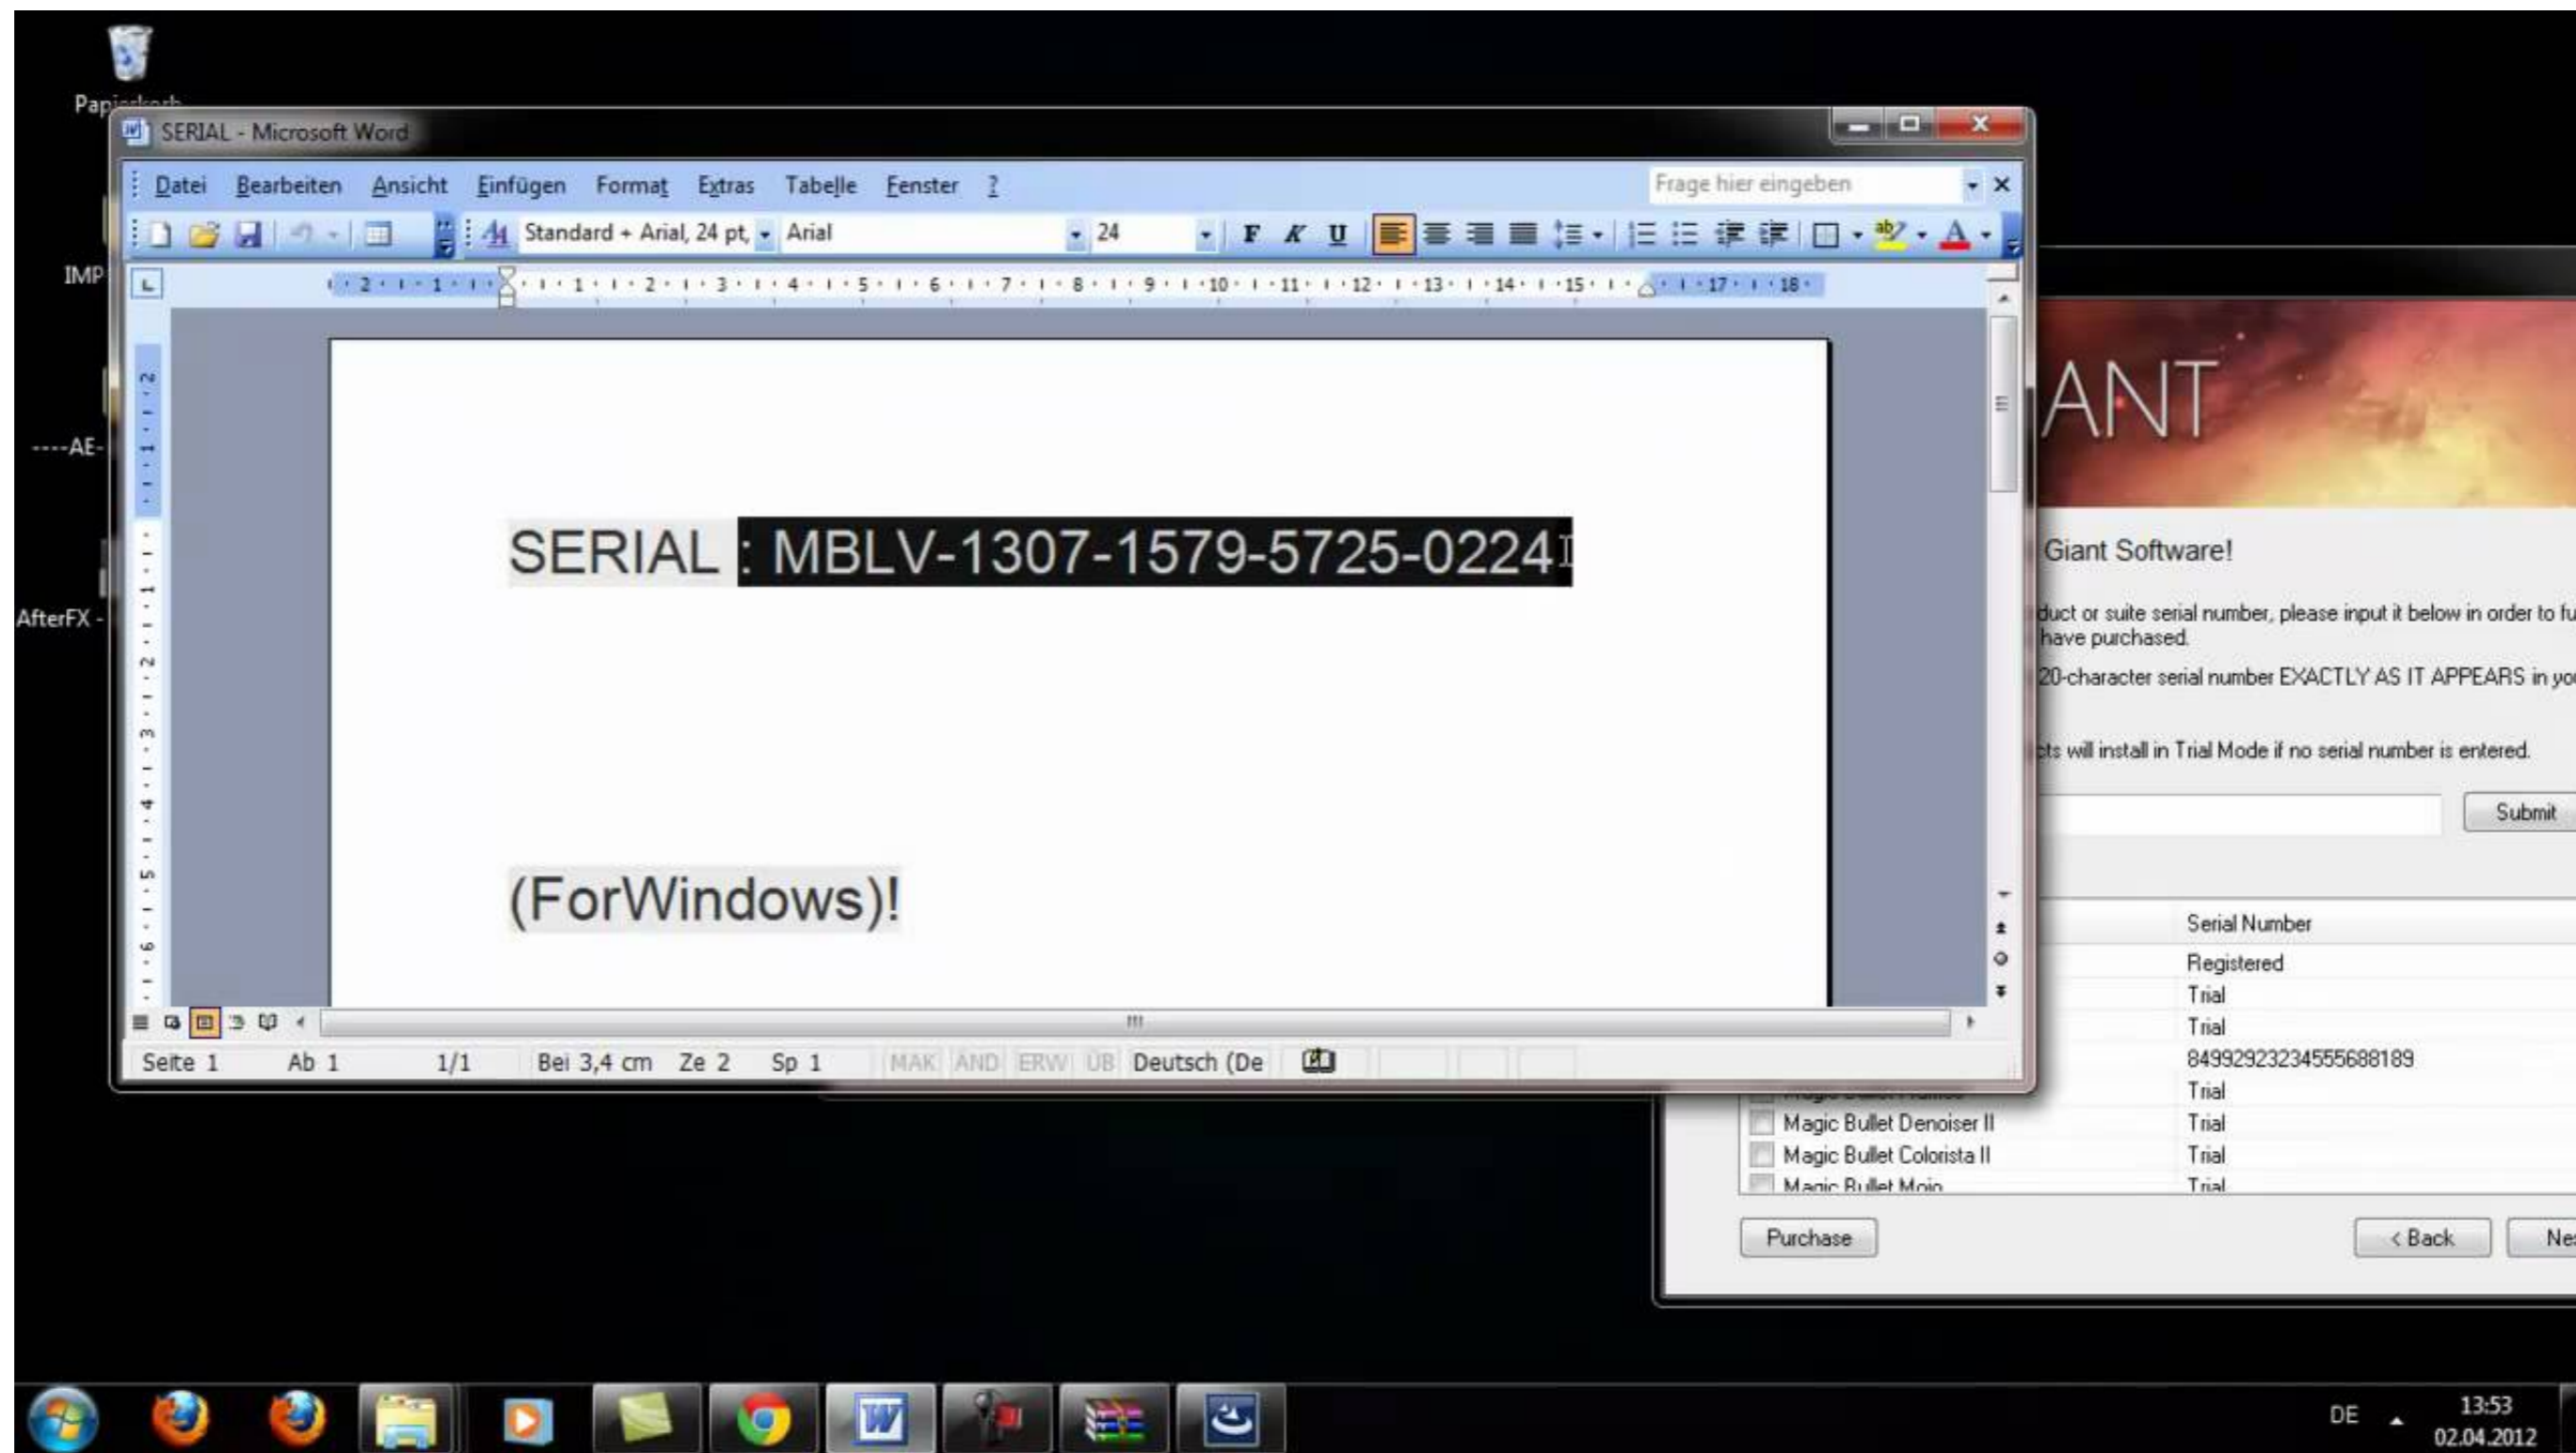 SERIAL - Microsoft Word
Datei Bearbeiten Ansicht Einfügen Format Extras Tabelle Fenster ?
Frage hier eingeben
Standard + Arial, 24 pt, Arial 24 F K U
IMP
----AE-
AfterFX -
SERIAL : MBLV-1307-1579-5725-0224
(ForWindows)!
Seite 1 Ab 1 1/1 Bei 3,4 cm Ze 2 Sp 1 MAK ÄND ERW ÜB Deutsch (De
ANT
Giant Software!
duct or suite serial number, please input it below in order to fu
have purchased.
20-character serial number EXACTLY AS IT APPEARS in you
cts will install in Trial Mode if no serial number is entered.
Submit
Serial Number
Registered
Trial
Trial
84992923234555688189
Trial
Magic Bullet Denoiser II Trial
Magic Bullet Colorista II Trial
Magic Bullet Mojo Trial
Purchase < Back Ne
DE 13:53
02.04.2012